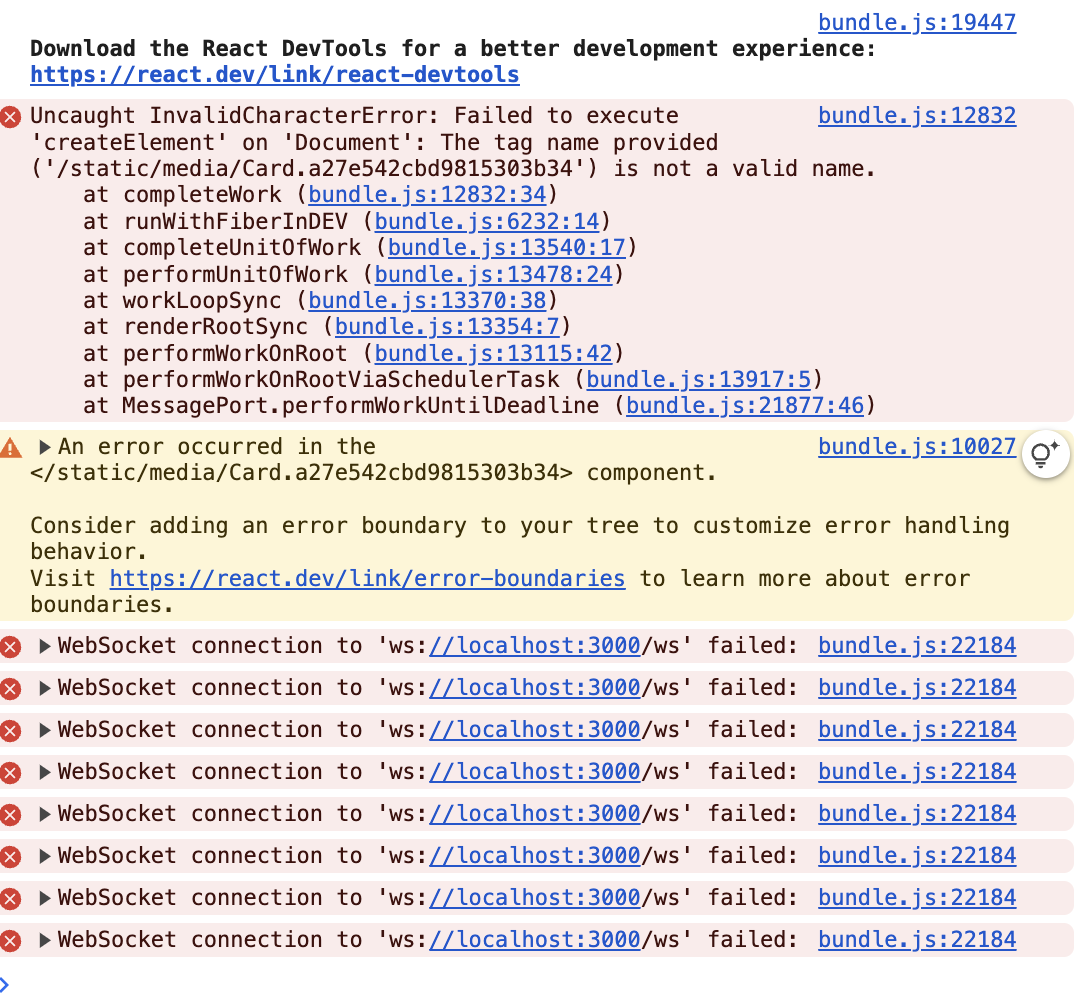 bundle.js:19447
Download the React DevTools for a better development experience:
https://react.dev/link/react-devtools
Uncaught InvalidCharacterError: Failed to execute bundle.js:12832
'createElement' on 'Document': The tag name provided
('/static/media/Card.a27e542cbd9815303b34') is not a valid name.
at completeWork (bundle.js:12832:34)
at runWithFiberInDEV (bundle.js:6232:14)
at completeUnitOfWork (bundle.js:13540:17)
at performUnitOfWork (bundle.js:13478:24)
at workLoopSync (bundle.js:13370:38)
at renderRootSync (bundle.js:13354:7)
at performWorkOnRoot (bundle.js:13115:42)
at performWorkOnRootViaSchedulerTask (bundle.js:13917:5)
at MessagePort.performWorkUntilDeadline (bundle.js:21877:46)
An error occurred in the bundle.js:10027
</static/media/Card.a27e542cbd9815303b34> component.
Consider adding an error boundary to your tree to customize error handling
behavior.
Visit https://react.dev/link/error-boundaries to learn more about error
boundaries.
WebSocket connection to 'ws://localhost:3000/ws' failed: bundle.js:22184
WebSocket connection to 'ws://localhost:3000/ws' failed: bundle.js:22184
WebSocket connection to 'ws://localhost:3000/ws' failed: bundle.js:22184
WebSocket connection to 'ws://localhost:3000/ws' failed: bundle.js:22184
WebSocket connection to 'ws://localhost:3000/ws' failed: bundle.js:22184
WebSocket connection to 'ws://localhost:3000/ws' failed: bundle.js:22184
WebSocket connection to 'ws://localhost:3000/ws' failed: bundle.js:22184
WebSocket connection to 'ws://localhost:3000/ws' failed: bundle.js:22184